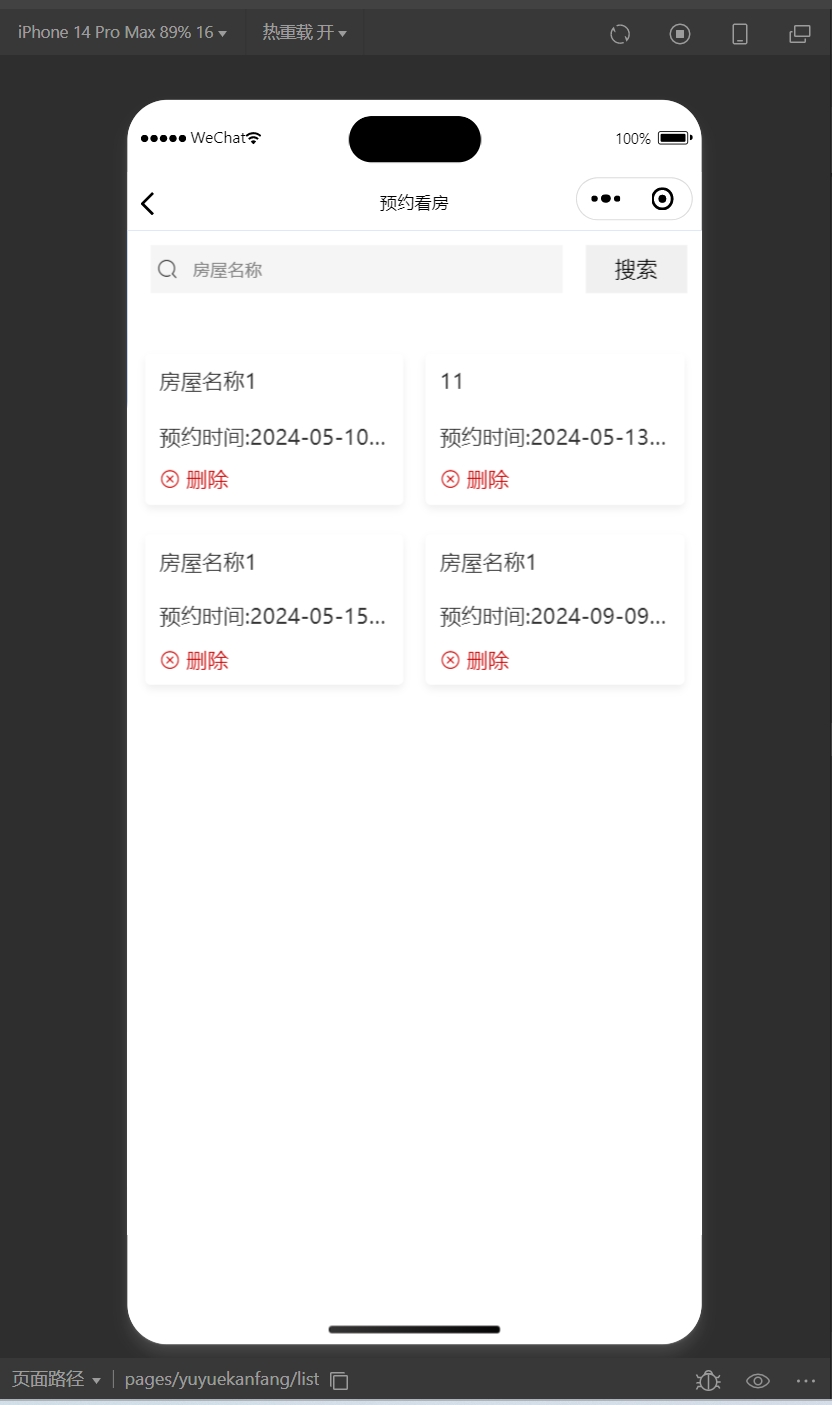 iPhone 14 Pro Max 89% 16 热重载 开
WeChat 100%
预约看房
房屋名称 搜索
房屋名称1 11
预约时间:2024-05-10... 预约时间:2024-05-13...
删除 删除
房屋名称1 房屋名称1
预约时间:2024-05-15... 预约时间:2024-09-09...
删除 删除
页面路径 pages/yuyuekanfang/list